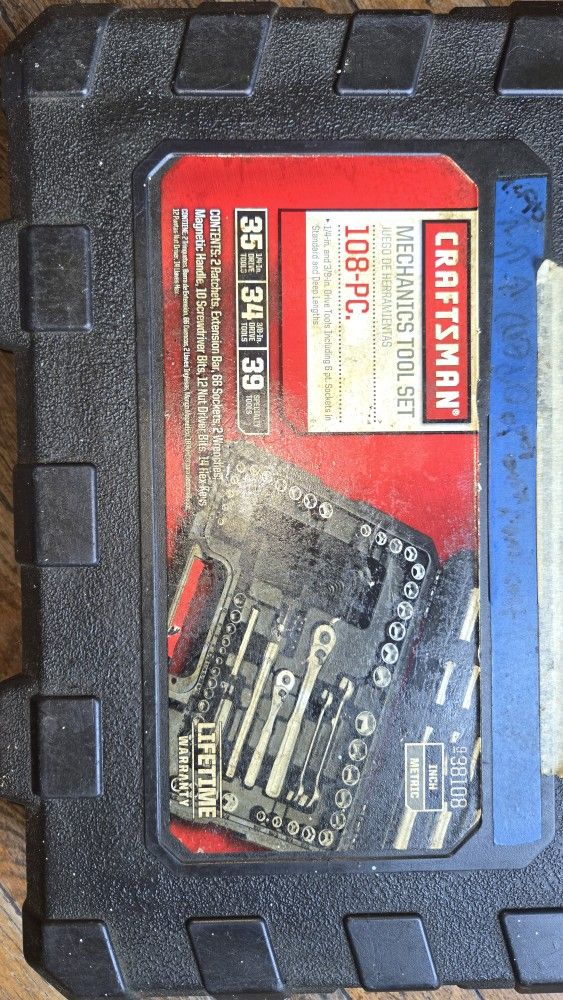 CRAFTSMAN®
MECHANICS TOOL SET
JUEGO DE HERRAMIENTAS
108-PC.
• 1/4-in. and 3/8-in. Drive Tools Including 6 pt. Sockets in
Standard and Deep Lengths
35 1/4-in. DRIVE TOOLS
34 3/8-in. DRIVE TOOLS
39 SPECIALTY TOOLS
CONTENTS: 2 Ratchets, Extension Bar, 66 Sockets, 2 Wrenches,
Magnetic Handle, 10 Screwdriver Bits, 12 Nut Driver Bits, 14 Hex Keys
9 38108
INCH
METRIC
LIFETIME
WARRANTY